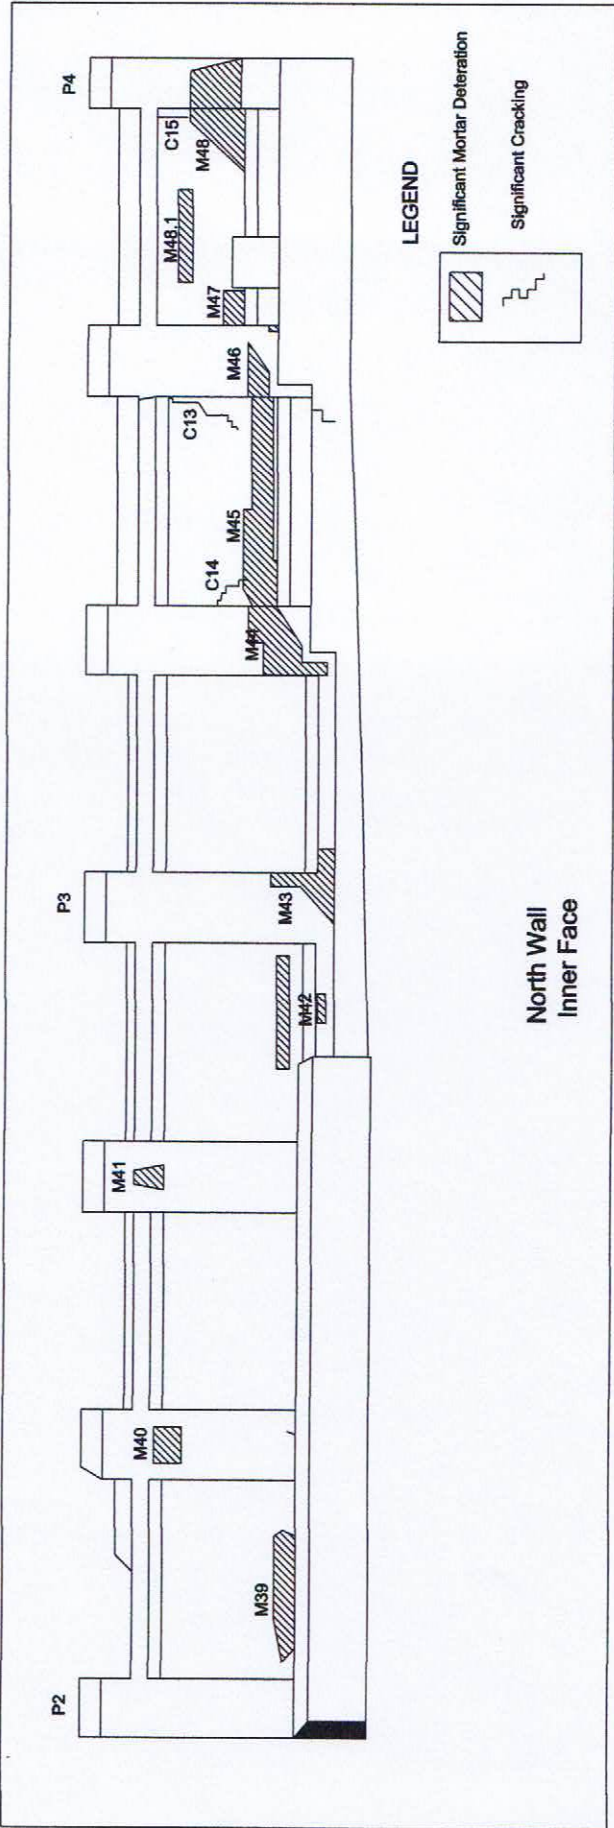 P2
P3
P4
M39
M40
M41
M42
M43
M44
C14
M45
C13
M46
M47
M48.1
M48
C15
North Wall
Inner Face
LEGEND
Significant Mortar Deteration
Significant Cracking